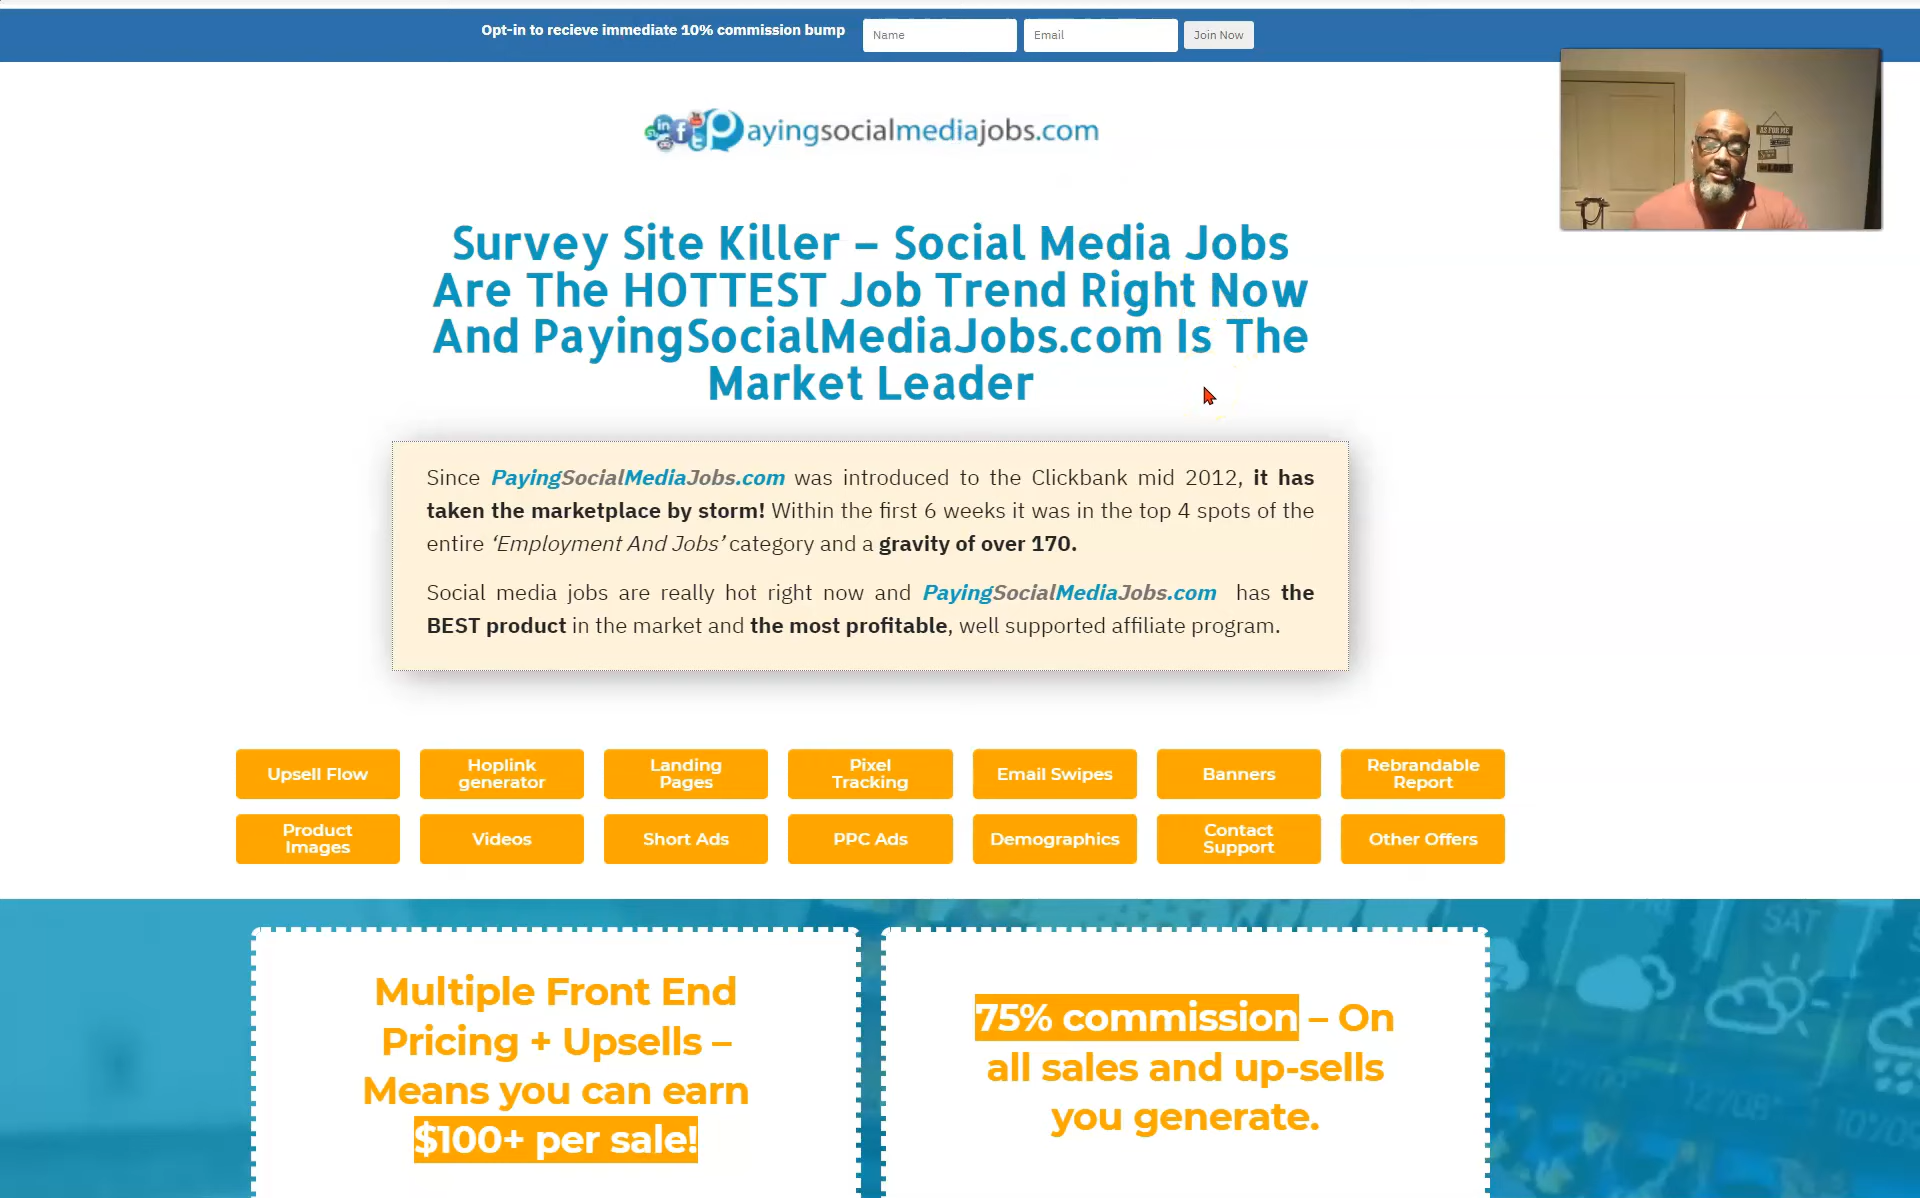 Opt-in to recieve immediate 10% commission bump
Name
Email
Join Now
ayingsocialmediajobs.com
AS FOR ME
Survey Site Killer – Social Media Jobs
Are The HOTTEST Job Trend Right Now
And PayingSocialMediaJobs.com Is The
Market Leader
Since PayingSocialMediaJobs.com was introduced to the Clickbank mid 2012, it has
taken the marketplace by storm! Within the first 6 weeks it was in the top 4 spots of the
entire ‘Employment And Jobs’ category and a gravity of over 170.
Social media jobs are really hot right now and PayingSocialMediaJobs.com has the
BEST product in the market and the most profitable, well supported affiliate program.
Upsell Flow
Hoplink
generator
Landing
Pages
Pixel
Tracking
Email Swipes
Banners
Rebrandable
Report
Product
Images
Videos
Short Ads
PPC Ads
Demographics
Contact
Support
Other Offers
Multiple Front End
Pricing + Upsells –
Means you can earn
$100+ per sale!
75% commission – On
all sales and up-sells
you generate.
FRI
SAT